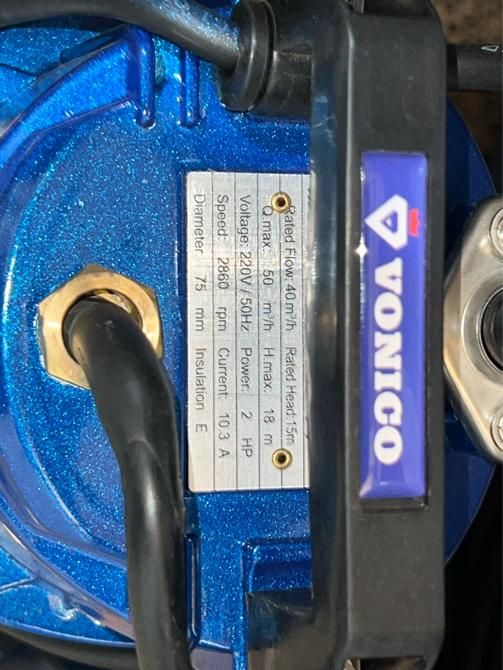 VONICO
Rated Flow: 40 m³/h Rated Head: 15m
Q.max: 50 m³/h H.max: 18 m
Voltage: 220V / 50Hz Power: 2 HP
Speed: 2860 rpm Current: 10.3 A
Diameter: 75 mm Insulation E